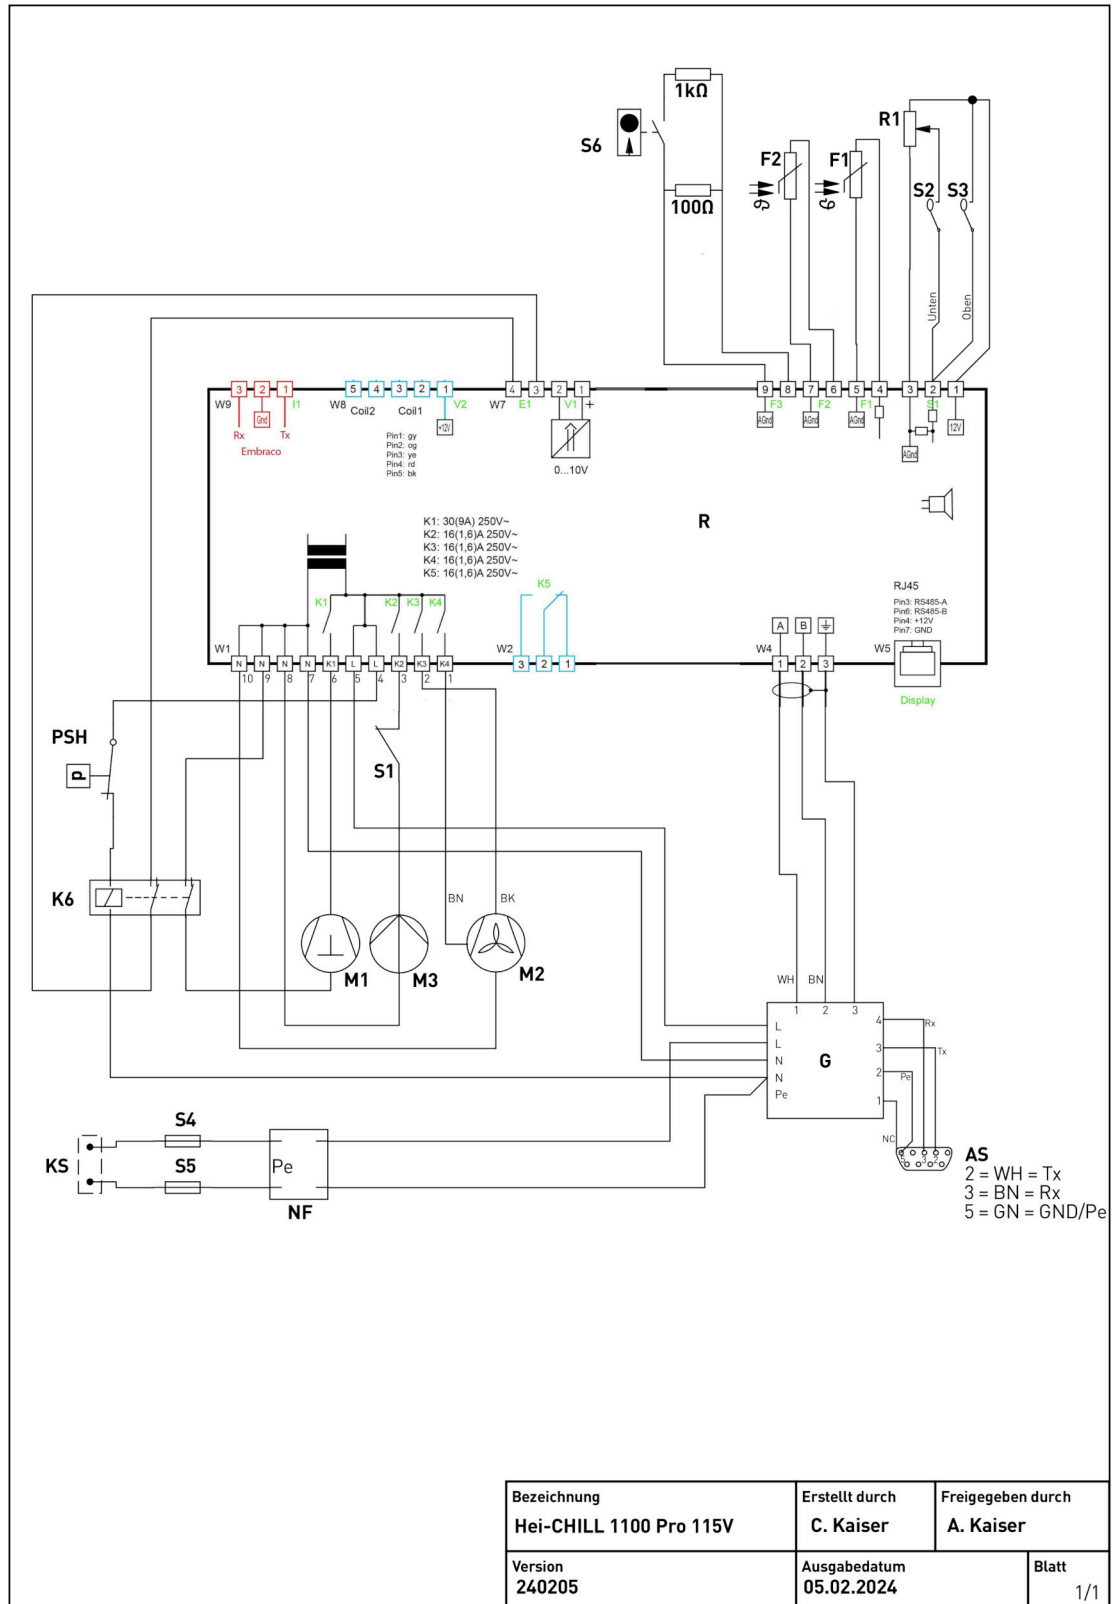 1kΩ
S6
100Ω
F2
F1
R1
S2
S3
ϑ
ϑ
Unten
Oben
3 2 1
5 4 3 2 1
4 3 2 1
9 8 7 6 5 4
3 2 1
W9
I1
W8
Coil2
Coil1
V2
W7
E1
V1
+
F3
F2
F1
S1
Gnd
+12V
AGnd
AGnd
AGnd
AGnd
12V
Rx
Tx
Embraco
Pin1: gy
Pin2: og
Pin3: ye
Pin4: rd
Pin5: bk
0...10V
R
K1: 30(9A) 250V~
K2: 16(1,6)A 250V~
K3: 16(1,6)A 250V~
K4: 16(1,6)A 250V~
K5: 16(1,6)A 250V~
K1
K2
K3
K4
K5
RJ45
Pin3: RS485-A
Pin6: RS485-B
Pin4: +12V
Pin7: GND
A B
W1
N N N N K1 L L K2 K3 K4
10 9 8 7 6 5 4 3 2 1
W2
3 2 1
W4
1 2 3
W5
Display
PSH
p
S1
K6
BN
BK
M1
M3
M2
WH
BN
1 2 3
L
L
N
N
Pe
G
4
3
2
1
Rx
Tx
Pe
NC
5 3 2
AS
2 = WH = Tx
3 = BN = Rx
5 = GN = GND/Pe
S4
KS
S5
Pe
NF
Bezeichnung
Hei-CHILL 1100 Pro 115V
Erstellt durch
C. Kaiser
Freigegeben durch
A. Kaiser
Version
240205
Ausgabedatum
05.02.2024
Blatt
1/1